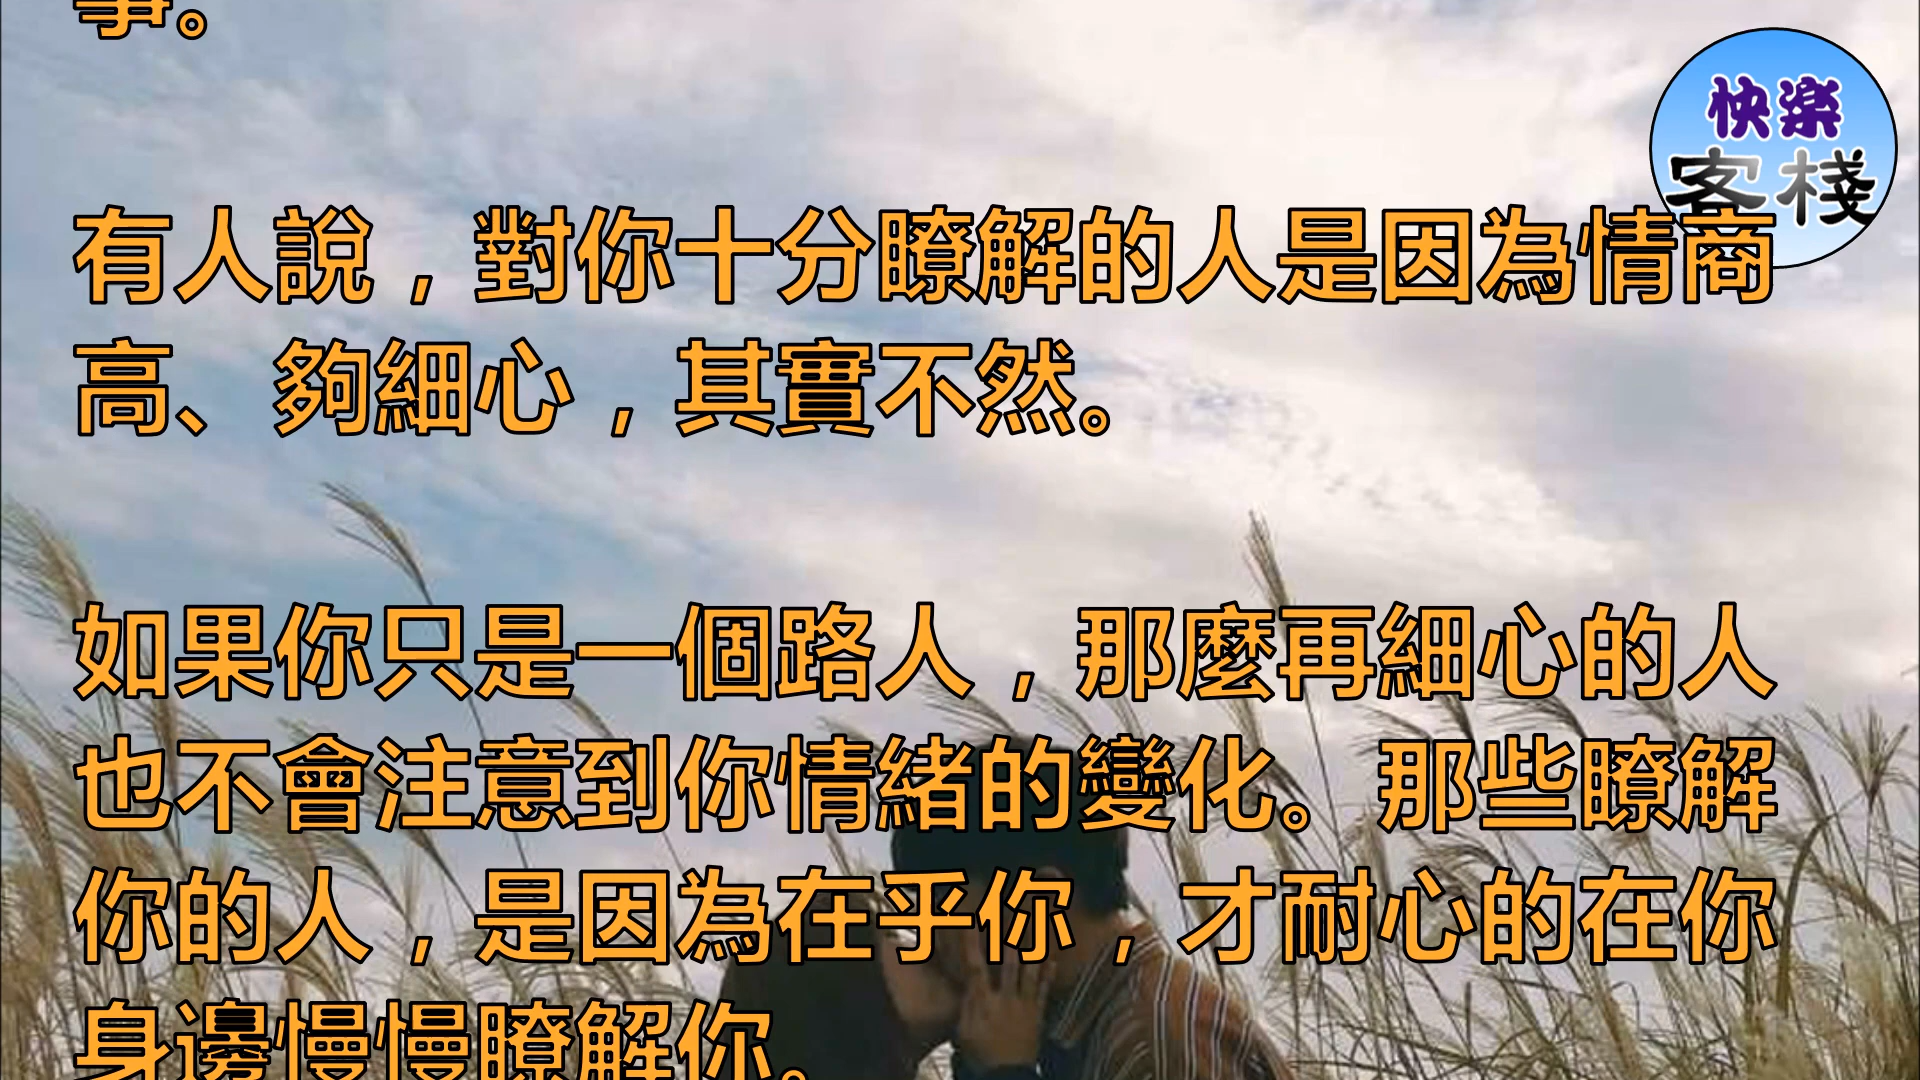 事。
快樂
客棧
有人說，對你十分瞭解的人是因為情商
高、夠細心，其實不然。
如果你只是一個路人，那麼再細心的人
也不會注意到你情緒的變化。那些瞭解
你的人，是因為在乎你，才耐心的在你
身邊慢慢瞭解你。